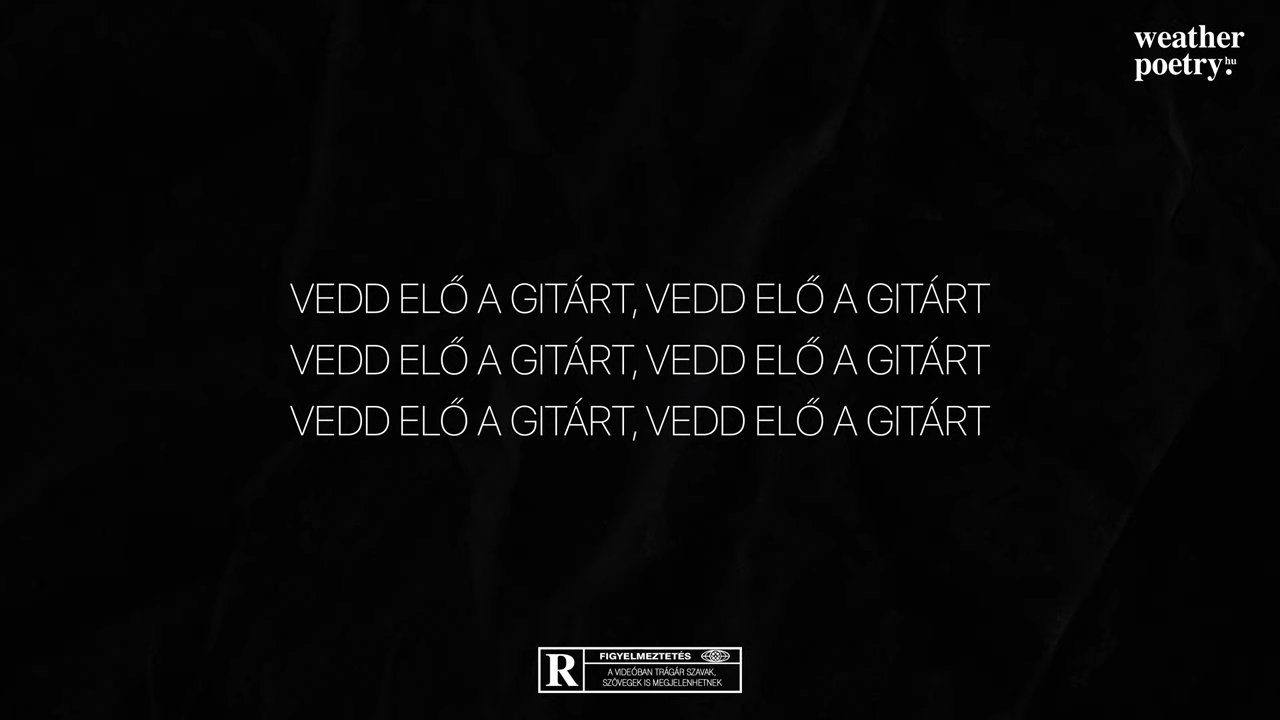 weather
poetry.hu
VEDD ELŐ A GITÁRT, VEDD ELŐ A GITÁRT
VEDD ELŐ A GITÁRT, VEDD ELŐ A GITÁRT
VEDD ELŐ A GITÁRT, VEDD ELŐ A GITÁRT
R
FIGYELMEZTETÉS
A VIDEÓBAN TRÁGÁR SZAVAK,
SZÖVEGEK IS MEGJELENHETNEK